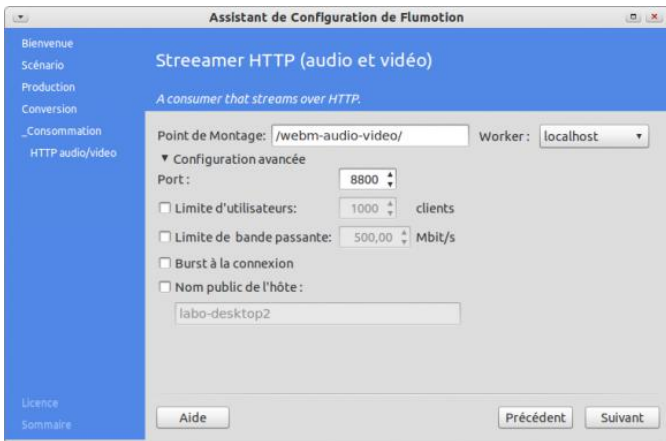 Assistant de Configuration de Flumotion
Bienvenue
Scénario
Production
Conversion
_Consommation
HTTP audio/video
Licence
Sommaire
Streeamer HTTP (audio et vidéo)
A consumer that streams over HTTP.
Point de Montage: /webm-audio-video/ Worker : localhost
Configuration avancée
Port : 8800
Limite d'utilisateurs: 1000 clients
Limite de bande passante: 500,00 Mbit/s
Burst à la connexion
Nom public de l'hôte :
labo-desktop2
Aide Précédent Suivant